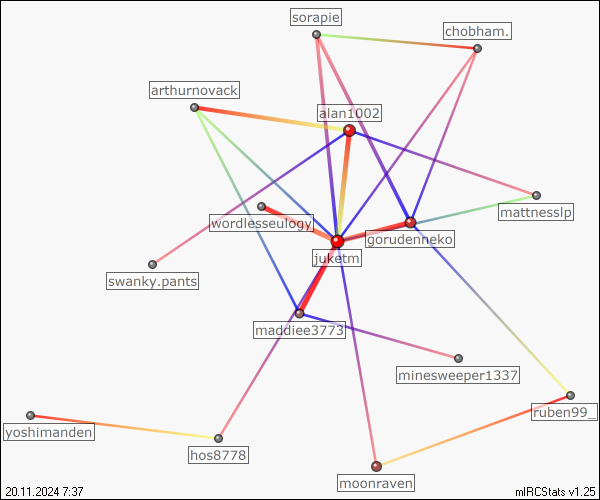 sorapie
chobham.
arthurnovack
alan1002
mattnesslp
wordlesseulogy
gorudenneko
juketm
swanky.pants
maddiee3773
minesweeper1337
ruben99_
yoshimanden
hos8778
moonraven
20.11.2024 7:37
mIRCStats v1.25